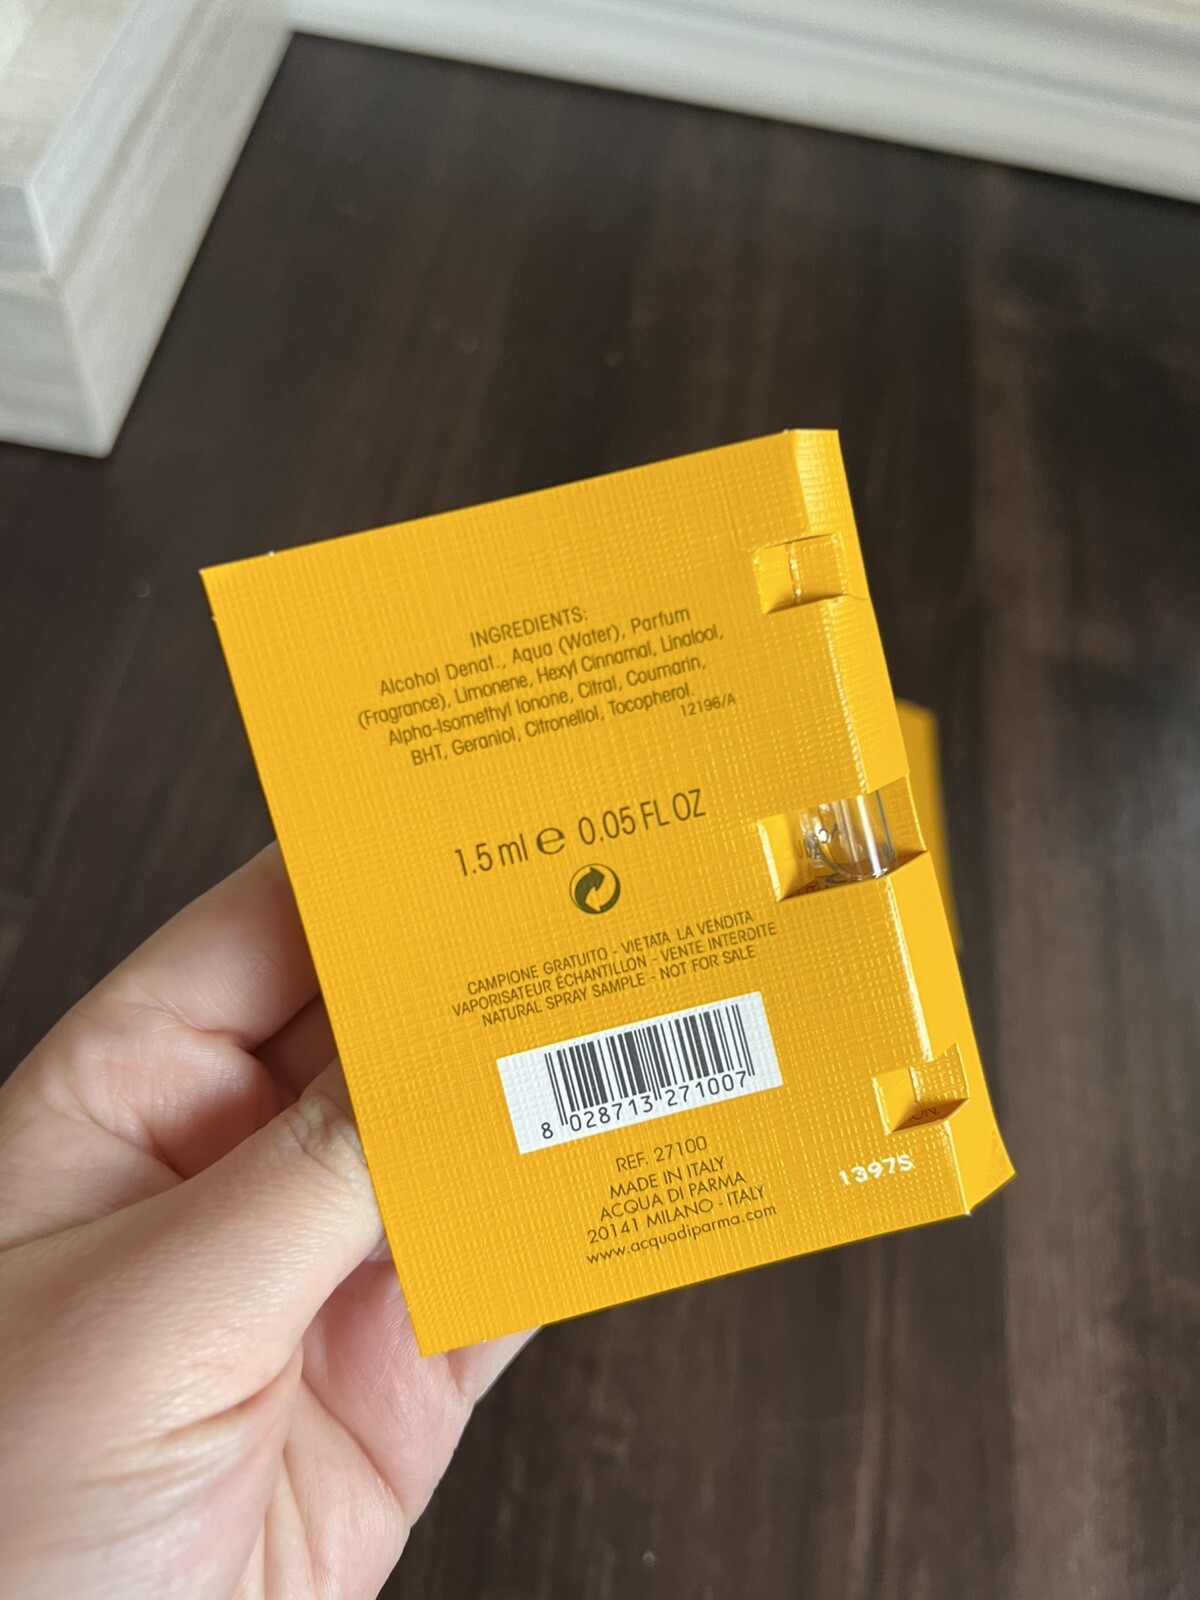 INGREDIENTS:
Alcohol Denat., Aqua (Water), Parfum
(Fragrance), Limonene, Hexyl Cinnamal, Linalool,
Alpha-Isomethyl Ionone, Citral, Coumarin,
BHT, Geraniol, Citronellol, Tocopherol.
12196/A
1.5 ml ℮ 0.05 FL OZ
CAMPIONE GRATUITO - VIETATA LA VENDITA
VAPORISATEUR ÉCHANTILLON - VENTE INTERDITE
NATURAL SPRAY SAMPLE - NOT FOR SALE
8 028713 271007
REF. 27100
MADE IN ITALY
ACQUA DI PARMA
20141 MILANO - ITALY
www.acquadiparma.com
1397S